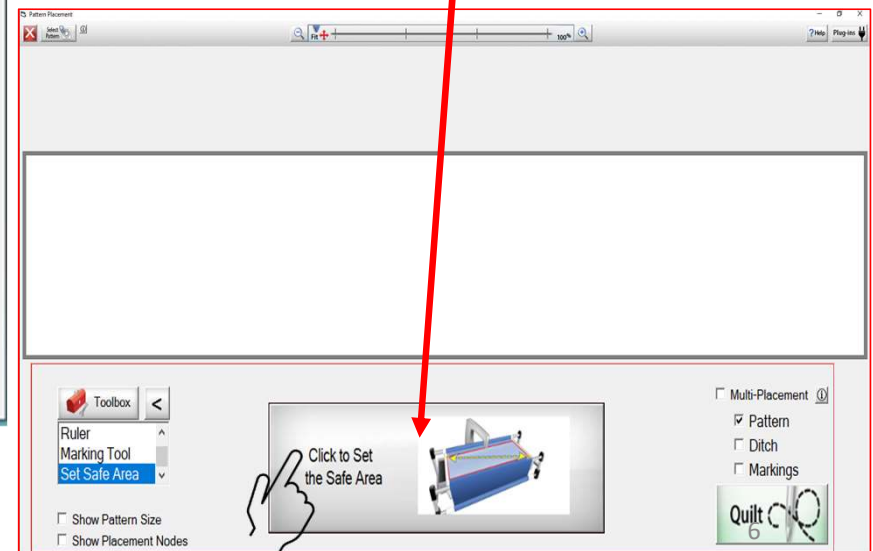 Pattern Placement
Select
Pattern
Fit
100%
? Help
Plug-ins
Toolbox
<
Ruler
Marking Tool
Set Safe Area
Show Pattern Size
Show Placement Nodes
Click to Set
the Safe Area
Multi-Placement
Pattern
Ditch
Markings
Quilt
6